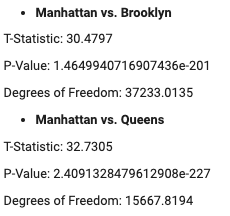 • Manhattan vs. Brooklyn
T-Statistic: 30.4797
P-Value: 1.4649940716907436e-201
Degrees of Freedom: 37233.0135
• Manhattan vs. Queens
T-Statistic: 32.7305
P-Value: 2.4091328479612908e-227
Degrees of Freedom: 15667.8194